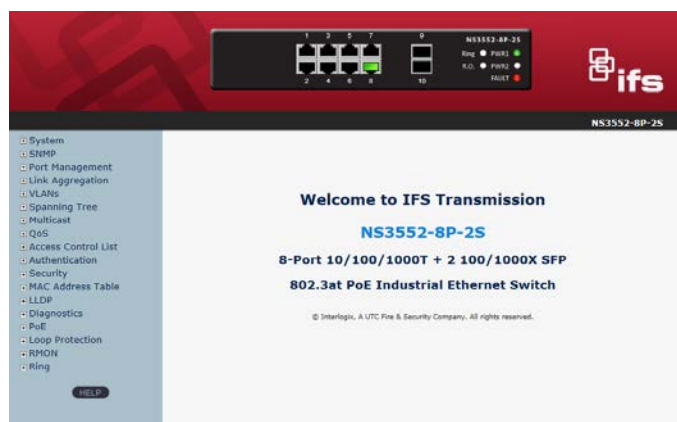 1 3 5 7 9
NS3552-8P-2S
Ring PWR1
R.O. PWR2
FAULT
2 4 6 8 10
ifs
NS3552-8P-2S
System
SNMP
Port Management
Link Aggregation
VLANs
Spanning Tree
Multicast
QoS
Access Control List
Authentication
Security
MAC Address Table
LLDP
Diagnostics
PoE
Loop Protection
RMON
Ring
HELP
Welcome to IFS Transmission
NS3552-8P-2S
8-Port 10/100/1000T + 2 100/1000X SFP
802.3at PoE Industrial Ethernet Switch
© Interlogix, A UTC Fire & Security Company. All rights reserved.